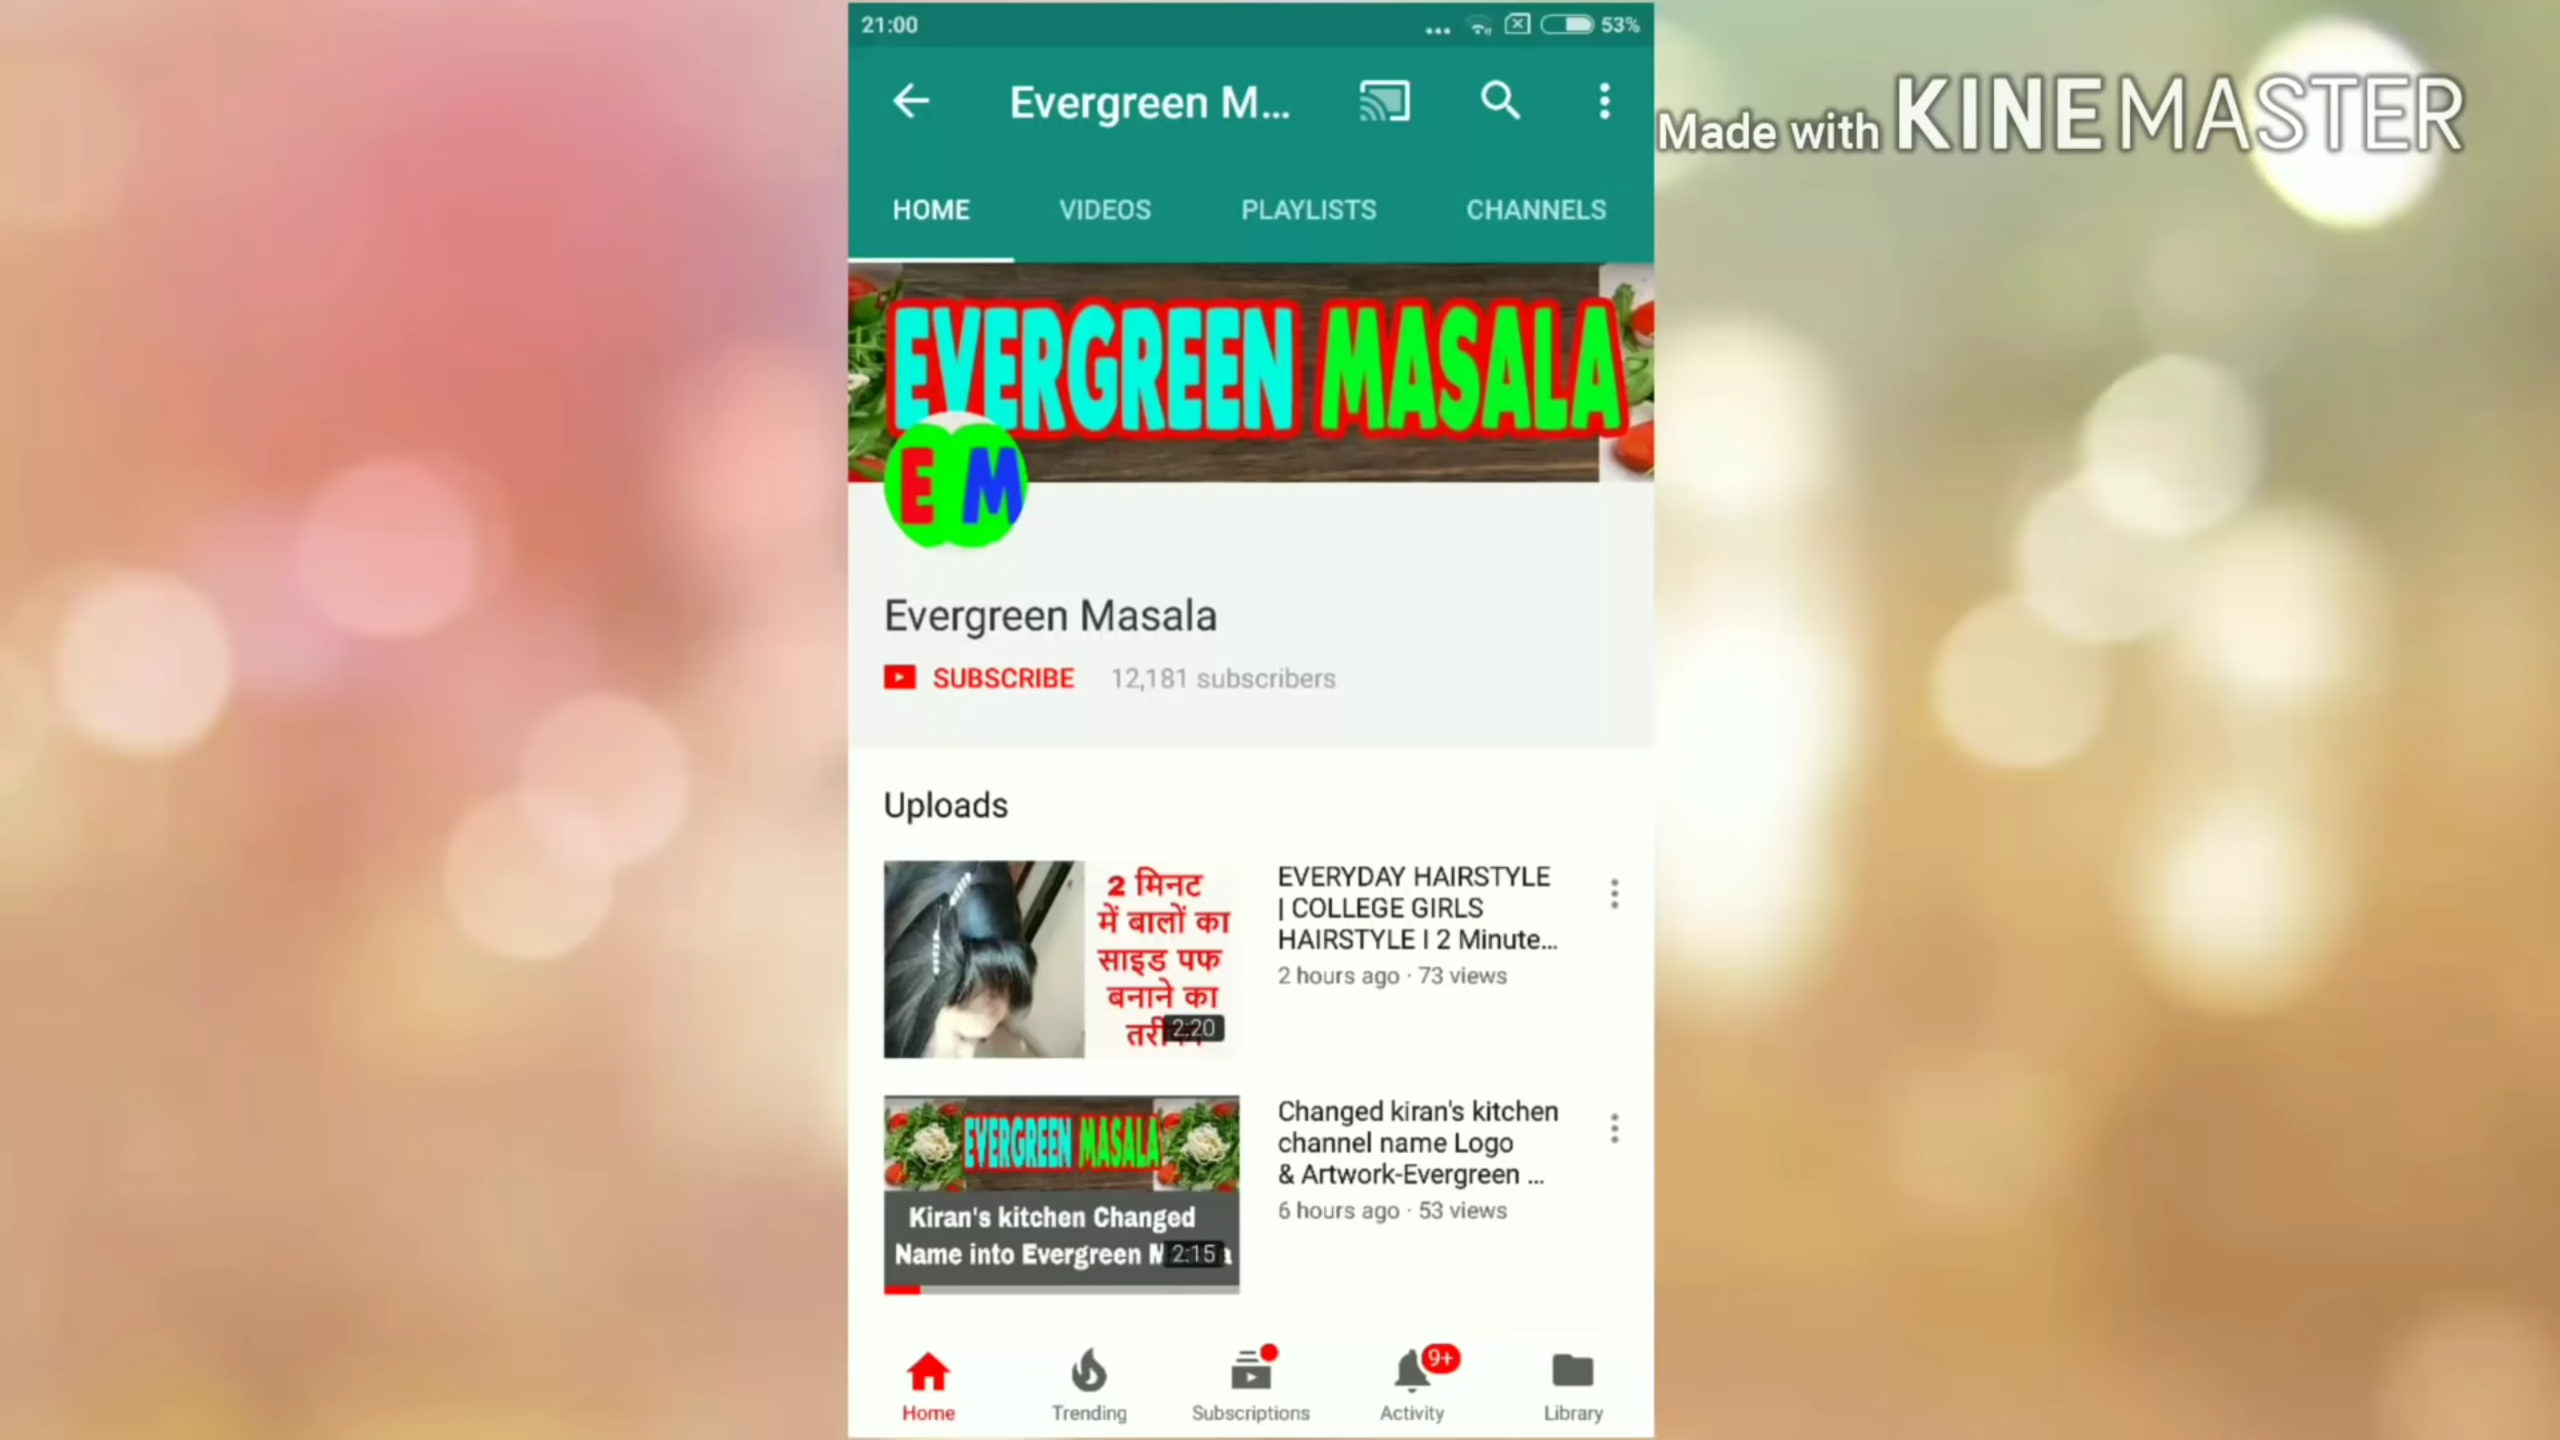 21:00
53%
Made with KINEMASTER
Evergreen M...
HOME VIDEOS PLAYLISTS CHANNELS
EVERGREEN MASALA
E M
Evergreen Masala
SUBSCRIBE 12,181 subscribers
Uploads
2 मिनट
में बालों का
साइड पफ
बनाने का
2:20
EVERYDAY HAIRSTYLE
| COLLEGE GIRLS
HAIRSTYLE I 2 Minute...
2 hours ago · 73 views
EVERGREEN MASALA
Kiran's kitchen Changed
Name into Evergreen
2:15
Changed kiran's kitchen
channel name Logo
& Artwork-Evergreen ...
6 hours ago · 53 views
9+
Home Trending Subscriptions Activity Library